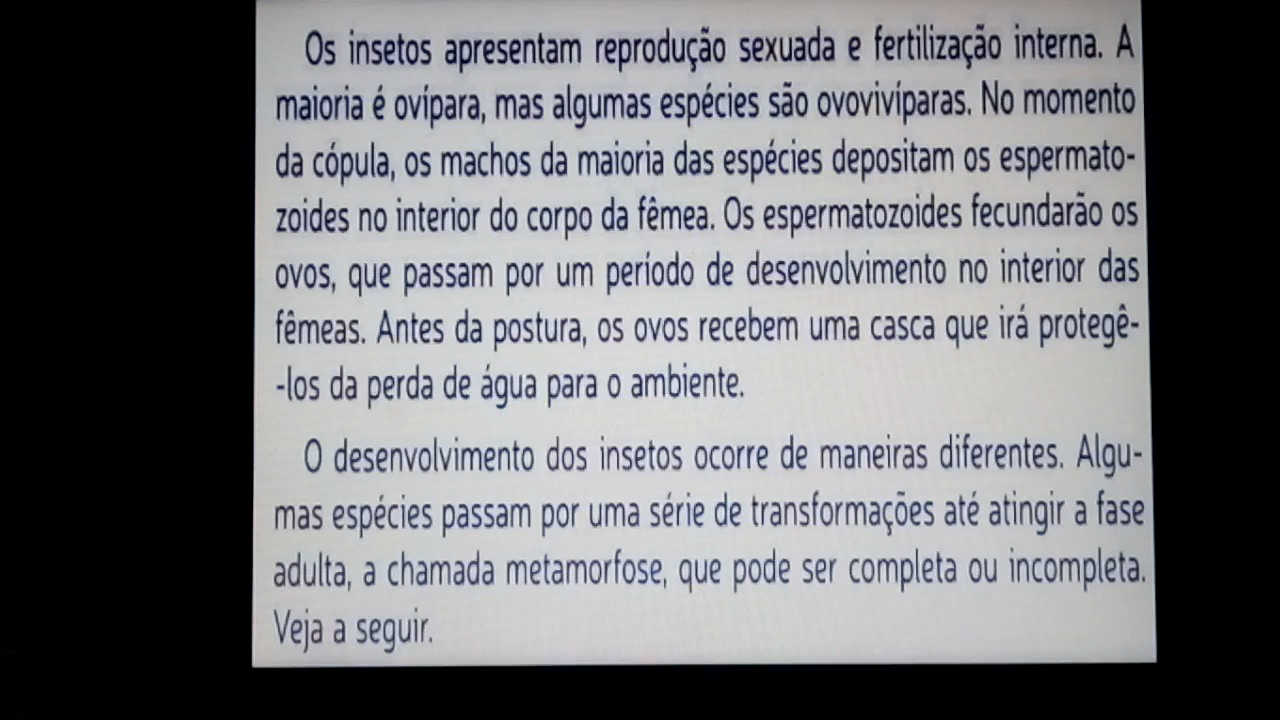 Os insetos apresentam reprodução sexuada e fertilização interna. A
maioria é ovípara, mas algumas espécies são ovovivíparas. No momento
da cópula, os machos da maioria das espécies depositam os espermato-
zoides no interior do corpo da fêmea. Os espermatozoides fecundarão os
ovos, que passam por um período de desenvolvimento no interior das
fêmeas. Antes da postura, os ovos recebem uma casca que irá protegê-
-los da perda de água para o ambiente.
O desenvolvimento dos insetos ocorre de maneiras diferentes. Algu-
mas espécies passam por uma série de transformações até atingir a fase
adulta, a chamada metamorfose, que pode ser completa ou incompleta.
Veja a seguir.